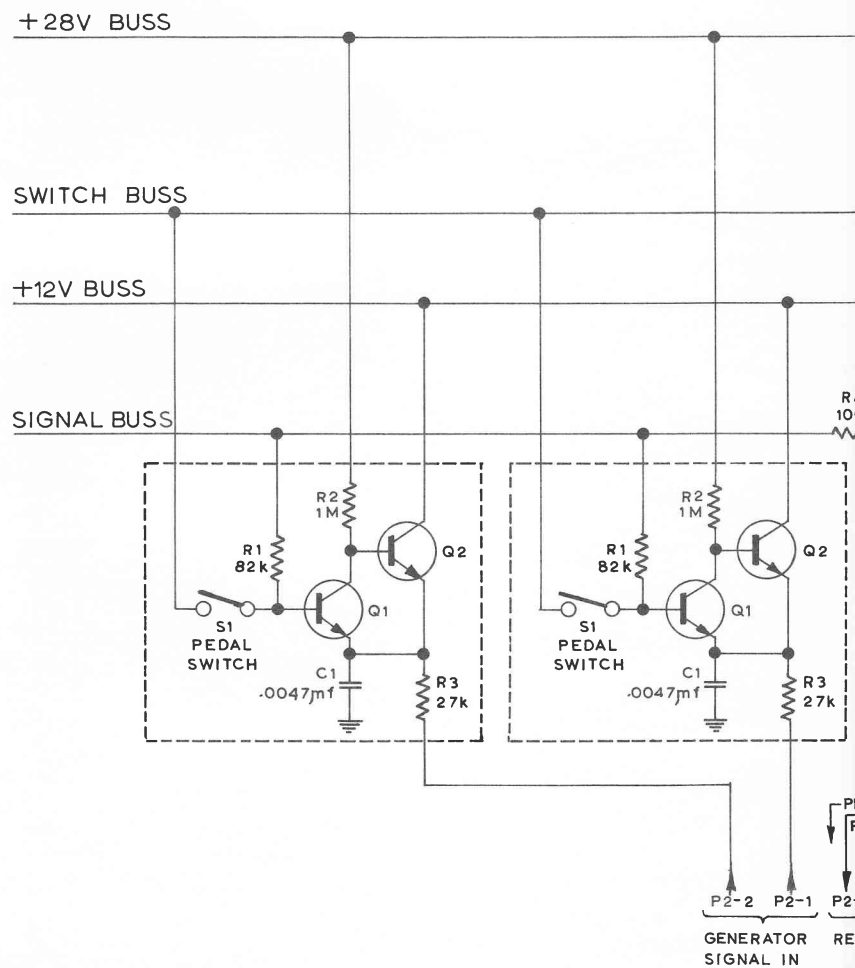 +28V BUSS
SWITCH BUSS
+12V BUSS
SIGNAL BUSS
R2
1M
R1
82k
Q2
Q1
S1
PEDAL
SWITCH
C1
.0047mf
R3
27k
R2
1M
R1
82k
Q2
Q1
S1
PEDAL
SWITCH
C1
.0047mf
R3
27k
P2-2 P2-1
GENERATOR
SIGNAL IN